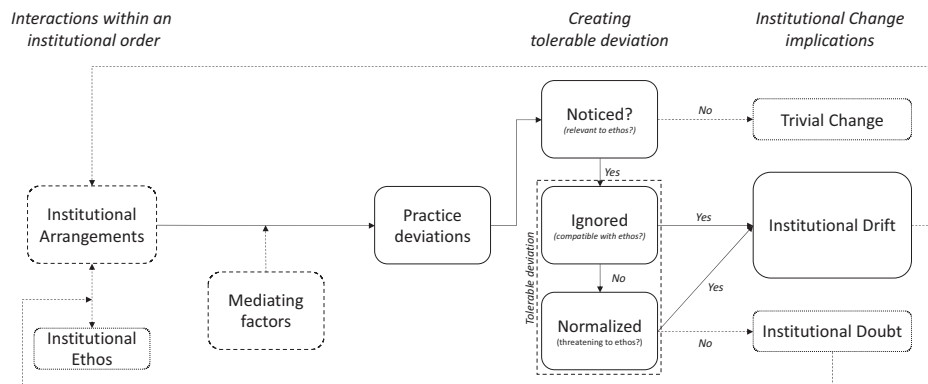 Interactions within an
institutional order
Creating
tolerable deviation
Institutional Change
implications
Noticed?
(relevant to ethos?)
No
Trivial Change
Yes
Institutional
Arrangements
Practice
deviations
Tolerable deviation
Ignored
(compatible with ethos?)
Yes
Institutional Drift
No
Yes
Mediating
factors
Normalized
(threatening to ethos?)
No
Institutional Doubt
Institutional
Ethos